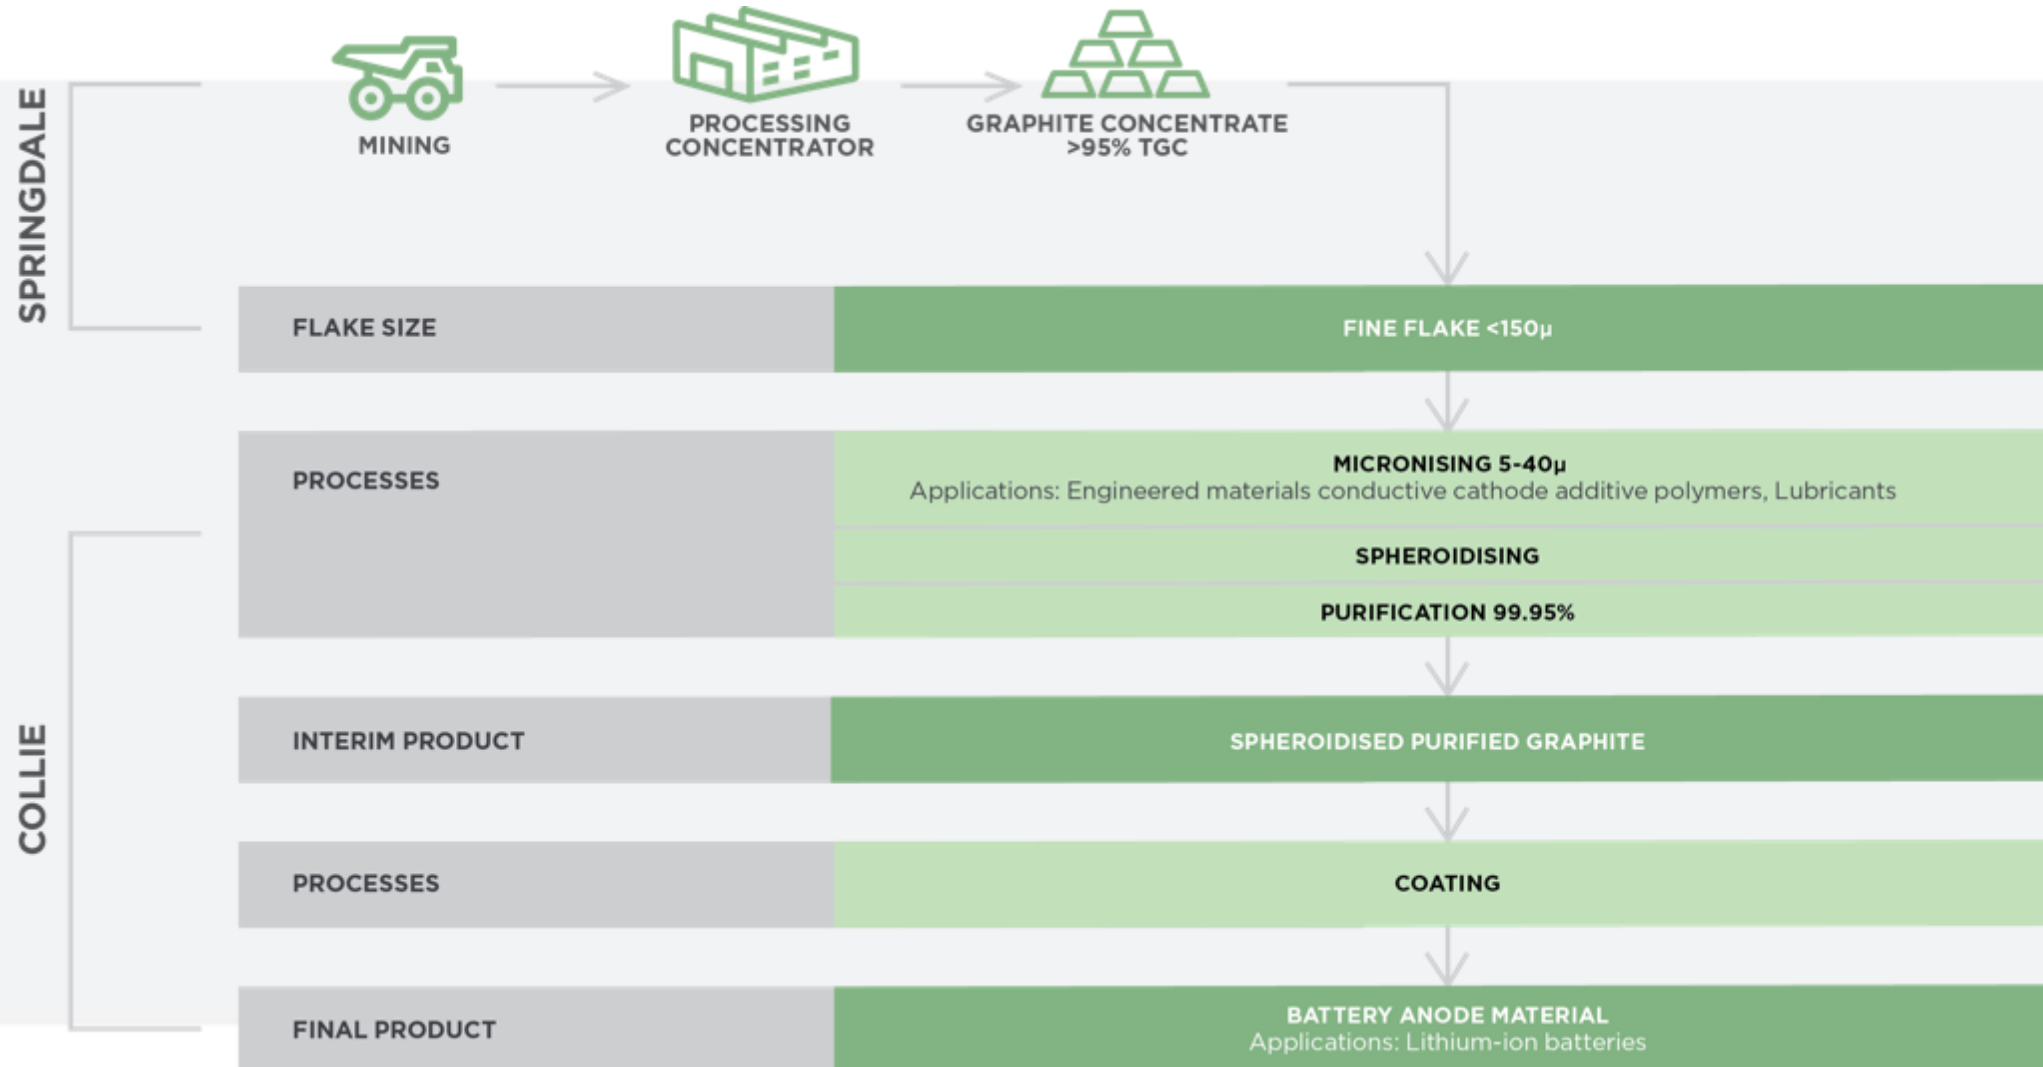 SPRINGDALE
MINING
PROCESSING
CONCENTRATOR
GRAPHITE CONCENTRATE
>95% TGC
FLAKE SIZE
FINE FLAKE <150µ
PROCESSES
MICRONISING 5-40µ
Applications: Engineered materials conductive cathode additive polymers, Lubricants
SPHEROIDISING
PURIFICATION 99.95%
COLLIE
INTERIM PRODUCT
SPHEROIDISED PURIFIED GRAPHITE
PROCESSES
COATING
FINAL PRODUCT
BATTERY ANODE MATERIAL
Applications: Lithium-ion batteries